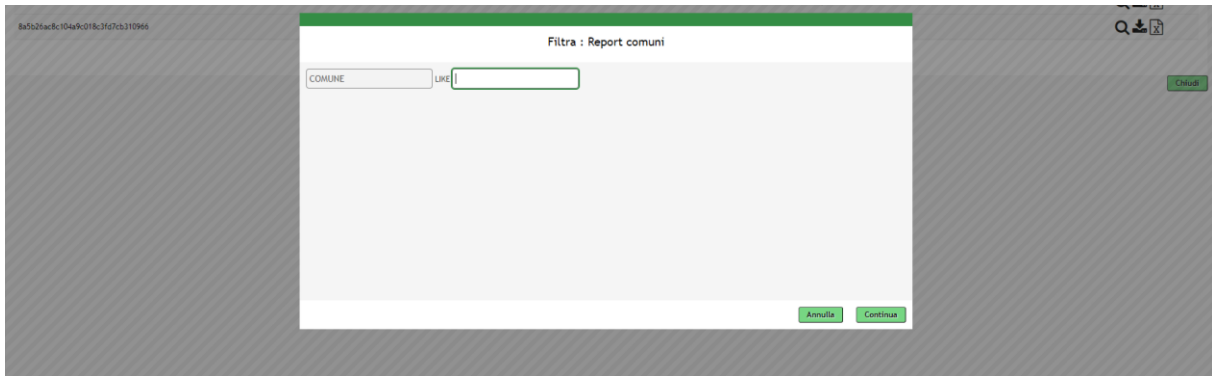 8a5b26ac8c104a9c018c3fd7cb310966
Filtra : Report comuni
COMUNE LIKE
Chiudi
Annulla Continua